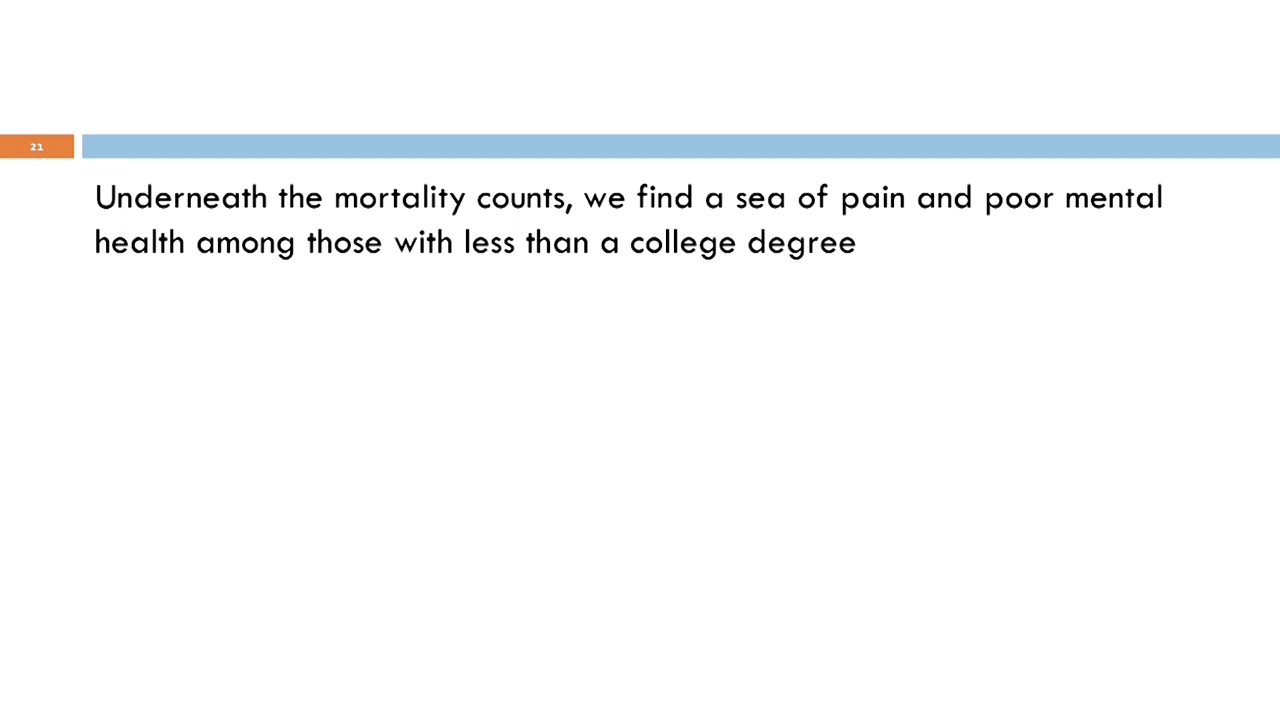 21
Underneath the mortality counts, we find a sea of pain and poor mental
health among those with less than a college degree